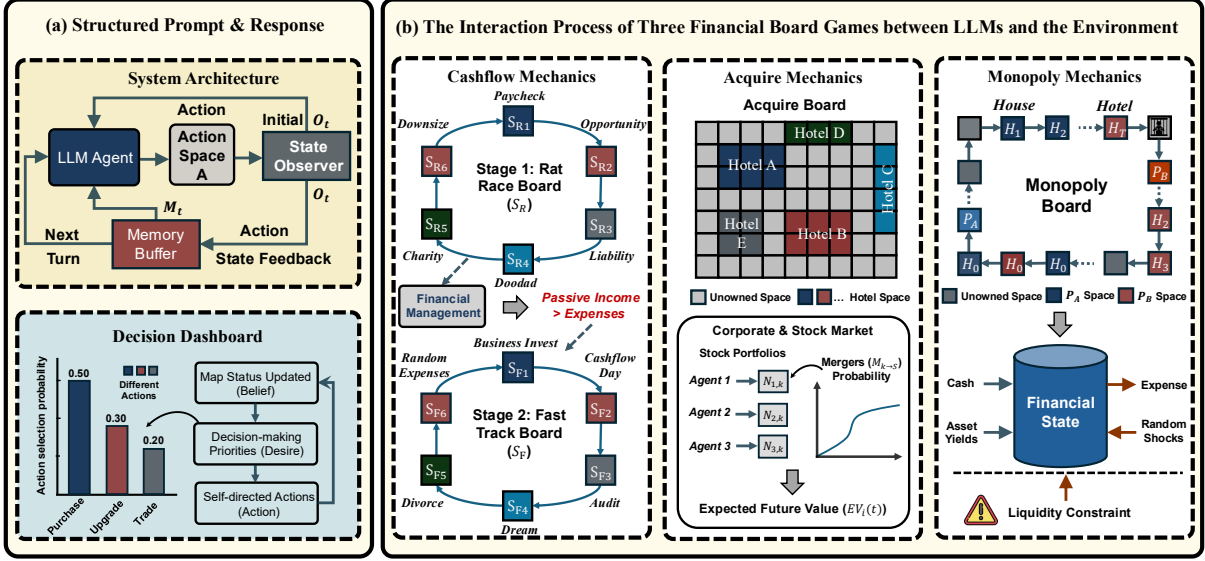 (a) Structured Prompt & Response
System Architecture
Action
Initial
O_t
LLM Agent
Action
Space
A
State
Observer
M_t
O_t
Next
Turn
Memory
Buffer
Action
State Feedback
Decision Dashboard
Action selection probability
0.50
0.30
0.20
Different
Actions
Purchase
Upgrade
Trade
Map Status Updated
(Belief)
Decision-making
Priorities (Desire)
Self-directed Actions
(Action)
(b) The Interaction Process of Three Financial Board Games between LLMs and the Environment
Cashflow Mechanics
Paycheck
Downsize
Opportunity
S_R1
S_R6
S_R2
Stage 1: Rat
Race Board
(S_R)
S_R5
S_R3
S_R4
Charity
Liability
Doodad
Financial
Management
Passive Income
> Expenses
Business Invest
Random
Expenses
Cashflow
Day
S_F1
S_F6
S_F2
Stage 2: Fast
Track Board
(S_F)
S_F5
S_F3
S_F4
Divorce
Audit
Dream
Acquire Mechanics
Acquire Board
Hotel D
Hotel A
Hotel C
Hotel E
Hotel B
Unowned Space
... Hotel Space
Corporate & Stock Market
Stock Portfolios
Mergers (M_{k→S})
Probability
Agent 1
N_{1,k}
Agent 2
N_{2,k}
Agent 3
N_{3,k}
Expected Future Value (EV_i(t))
Monopoly Mechanics
House
Hotel
H_1
H_2
H_T
P_B
Monopoly
Board
P_A
H_2
H_0
H_0
H_0
H_3
Unowned Space
P_A Space
P_B Space
Cash
Expense
Financial
State
Asset
Yields
Random
Shocks
Liquidity Constraint